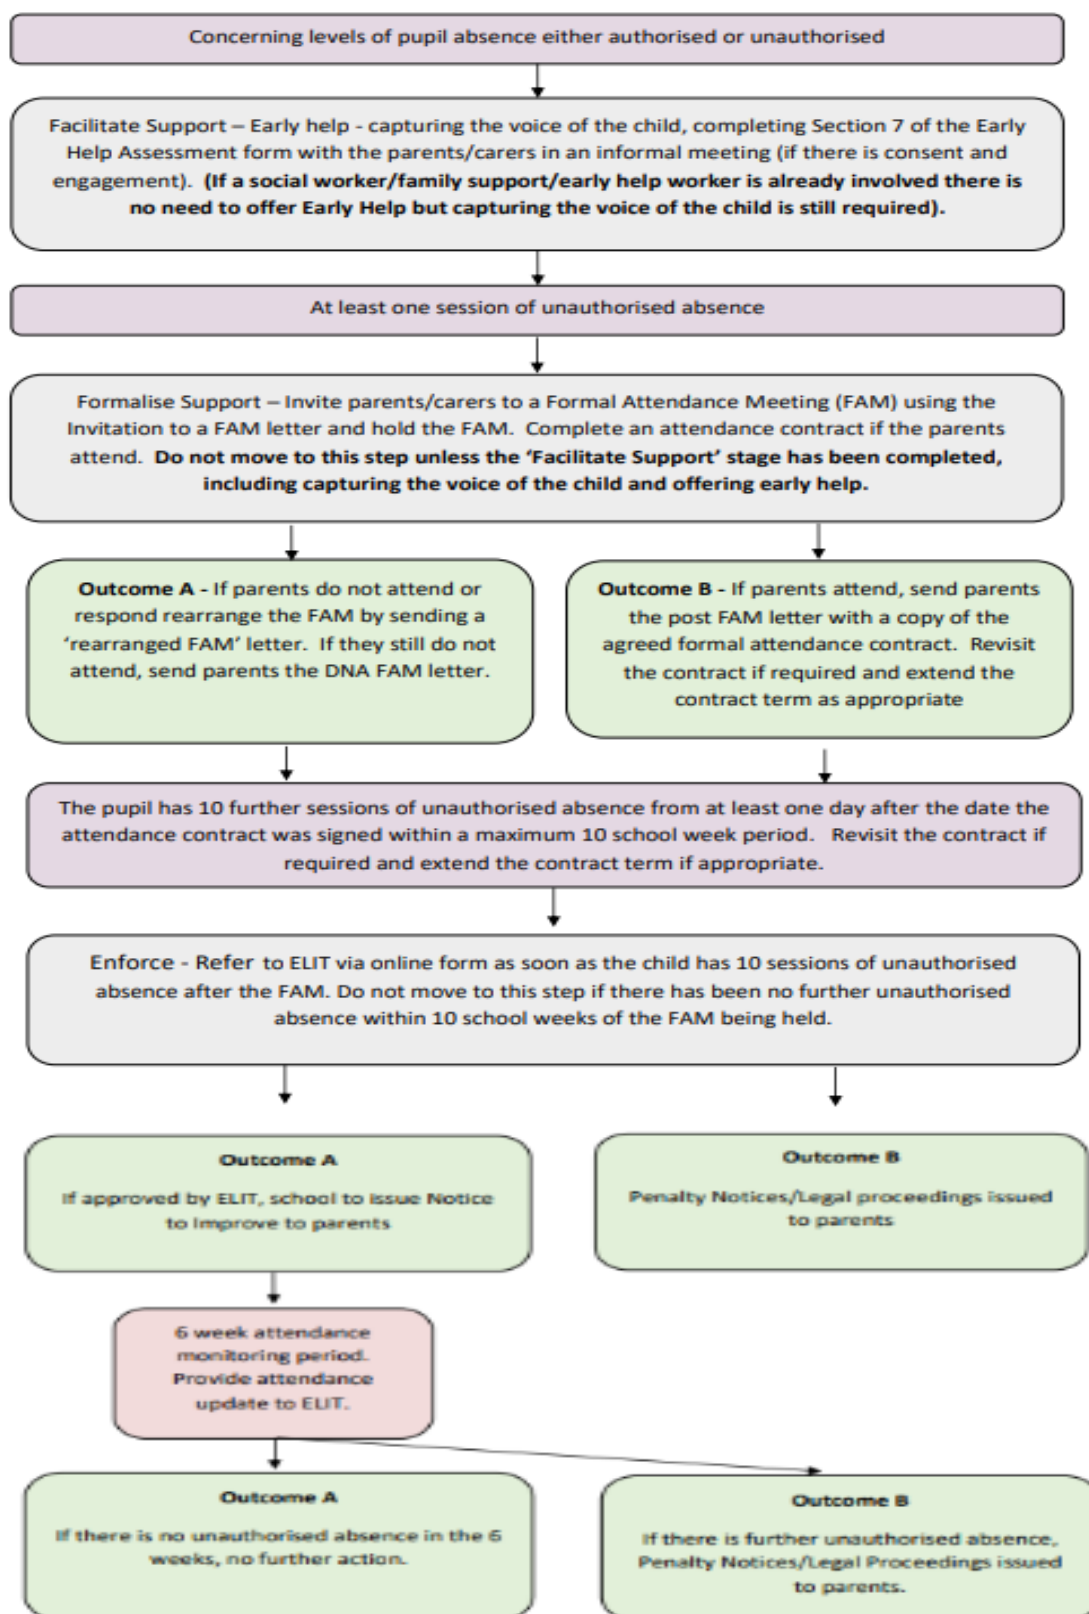 Concerning levels of pupil absence either authorised or unauthorised
Facilitate Support – Early help - capturing the voice of the child, completing Section 7 of the Early
Help Assessment form with the parents/carers in an informal meeting (if there is consent and
engagement). (If a social worker/family support/early help worker is already involved there is
no need to offer Early Help but capturing the voice of the child is still required).
At least one session of unauthorised absence
Formalise Support – Invite parents/carers to a Formal Attendance Meeting (FAM) using the
Invitation to a FAM letter and hold the FAM. Complete an attendance contract if the parents
attend. Do not move to this step unless the ‘Facilitate Support’ stage has been completed,
including capturing the voice of the child and offering early help.
Outcome A - If parents do not attend or
respond rearrange the FAM by sending a
‘rearranged FAM’ letter. If they still do not
attend, send parents the DNA FAM letter.
Outcome B - If parents attend, send parents
the post FAM letter with a copy of the
agreed formal attendance contract. Revisit
the contract if required and extend the
contract term as appropriate
The pupil has 10 further sessions of unauthorised absence from at least one day after the date the
attendance contract was signed within a maximum 10 school week period. Revisit the contract if
required and extend the contract term if appropriate.
Enforce - Refer to ELIT via online form as soon as the child has 10 sessions of unauthorised
absence after the FAM. Do not move to this step if there has been no further unauthorised
absence within 10 school weeks of the FAM being held.
Outcome A
If approved by ELIT, school to issue Notice
to Improve to parents
Outcome B
Penalty Notices/Legal proceedings issued
to parents
6 week attendance
monitoring period.
Provide attendance
update to ELIT.
Outcome A
If there is no unauthorised absence in the 6
weeks, no further action.
Outcome B
If there is further unauthorised absence,
Penalty Notices/Legal Proceedings issued
to parents.